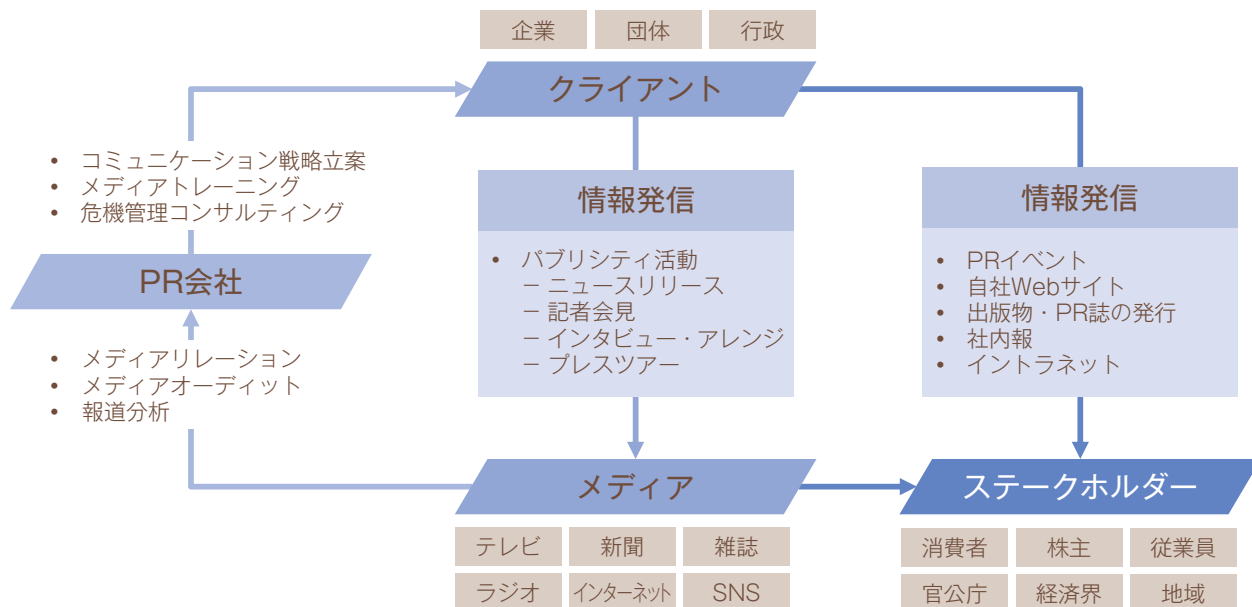 企業 団体 行政
クライアント
• コミュニケーション戦略立案
• メディアトレーニング
• 危機管理コンサルティング
PR会社
• メディアリレーション
• メディアオーディット
• 報道分析
情報発信
• パブリシティ活動
− ニュースリリース
− 記者会見
− インタビュー・アレンジ
− プレスツアー
情報発信
• PRイベント
• 自社Webサイト
• 出版物・PR誌の発行
• 社内報
• イントラネット
メディア
テレビ 新聞 雑誌
ラジオ インターネット SNS
ステークホルダー
消費者 株主 従業員
官公庁 経済界 地域